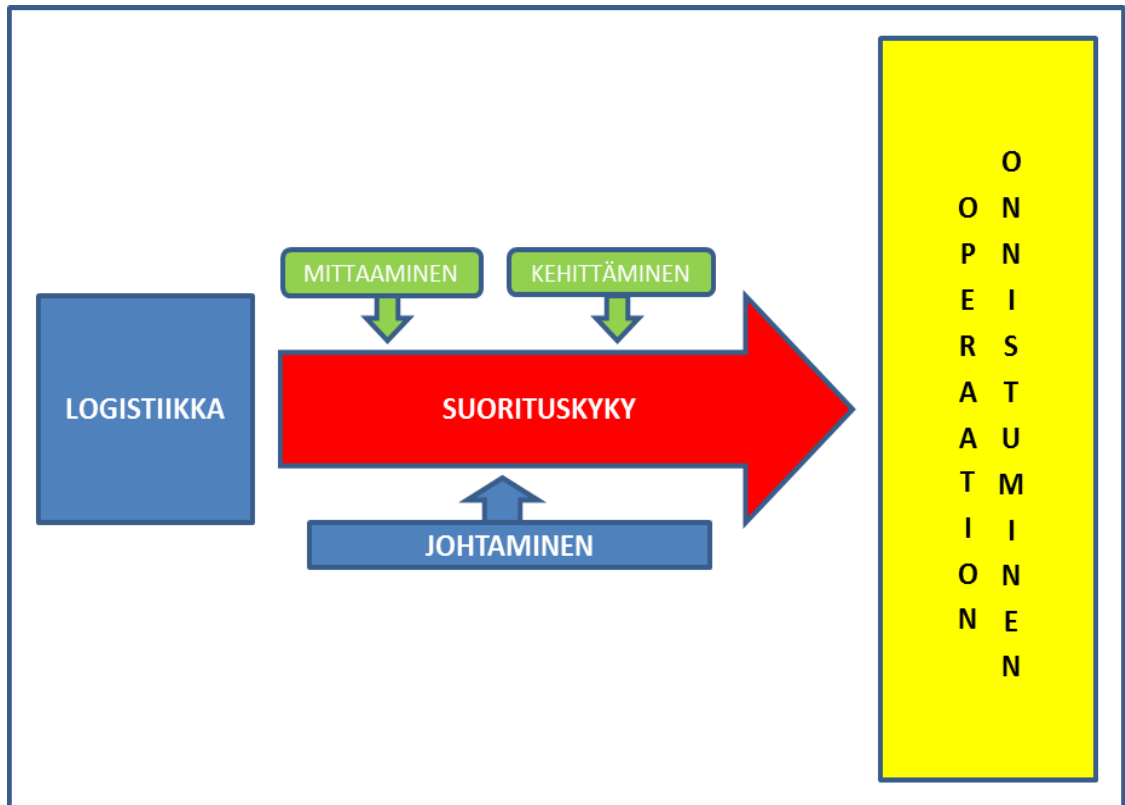 MITTAAMINEN
KEHITTÄMINEN
LOGISTIIKKA
SUORITUSKYKY
JOHTAMINEN
OPERAATION
ONNISTUMINEN